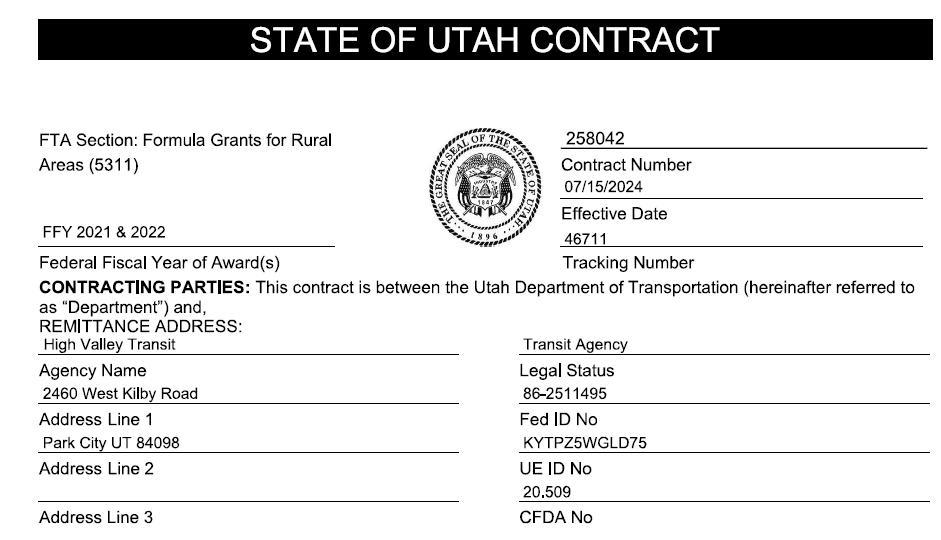 STATE OF UTAH CONTRACT
FTA Section: Formula Grants for Rural
Areas (5311)
FFY 2021 & 2022
Federal Fiscal Year of Award(s)
THE GREAT SEAL OF THE STATE OF UTAH
INDUSTRY
1847
1896
258042
Contract Number
07/15/2024
Effective Date
46711
Tracking Number
CONTRACTING PARTIES: This contract is between the Utah Department of Transportation (hereinafter referred to
as “Department”) and,
REMITTANCE ADDRESS:
High Valley Transit
Agency Name
2460 West Kilby Road
Address Line 1
Park City UT 84098
Address Line 2
Address Line 3
Transit Agency
Legal Status
86-2511495
Fed ID No
KYTPZ5WGLD75
UE ID No
20.509
CFDA No